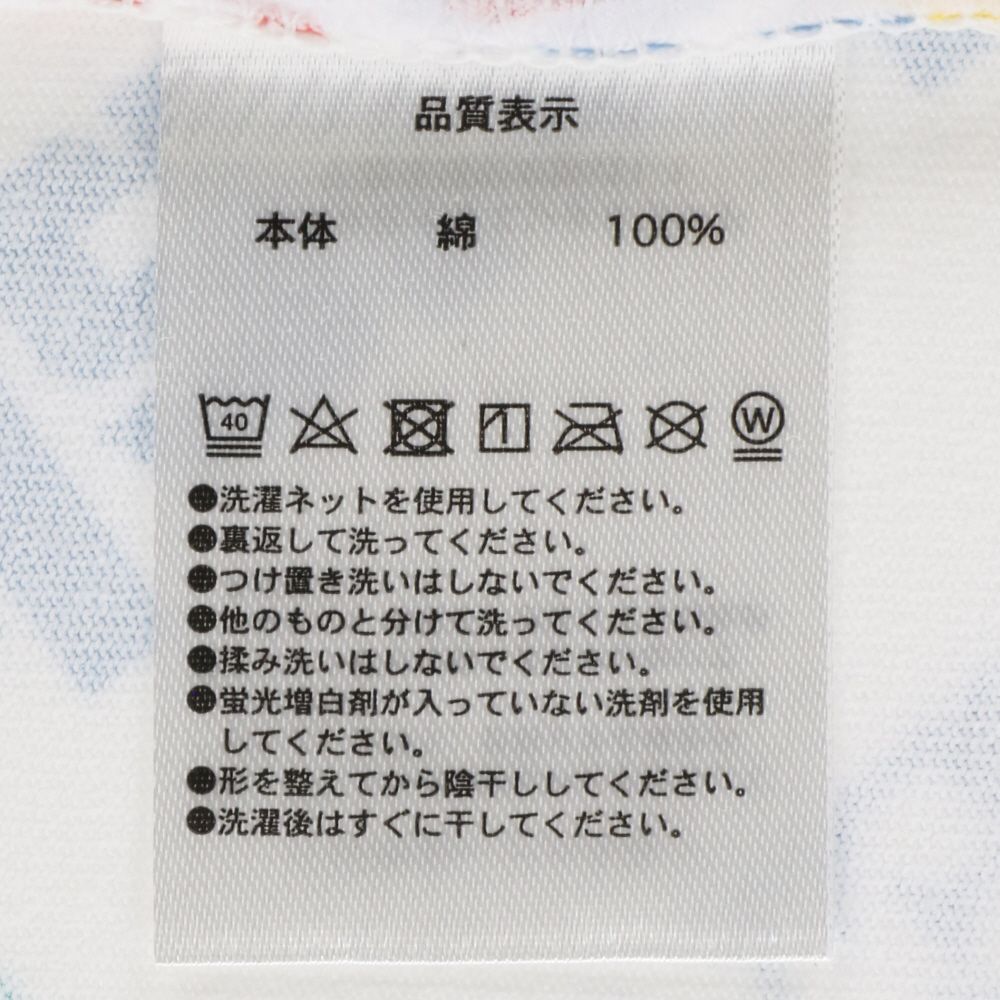 品質表示
本体 綿 100%
40 W
●洗濯ネットを使用してください。
●裏返して洗ってください。
●つけ置き洗いはしないでください。
●他のものと分けて洗ってください。
●揉み洗いはしないでください。
●蛍光増白剤が入っていない洗剤を使用
してください。
●形を整えてから陰干ししてください。
●洗濯後はすぐに干してください。